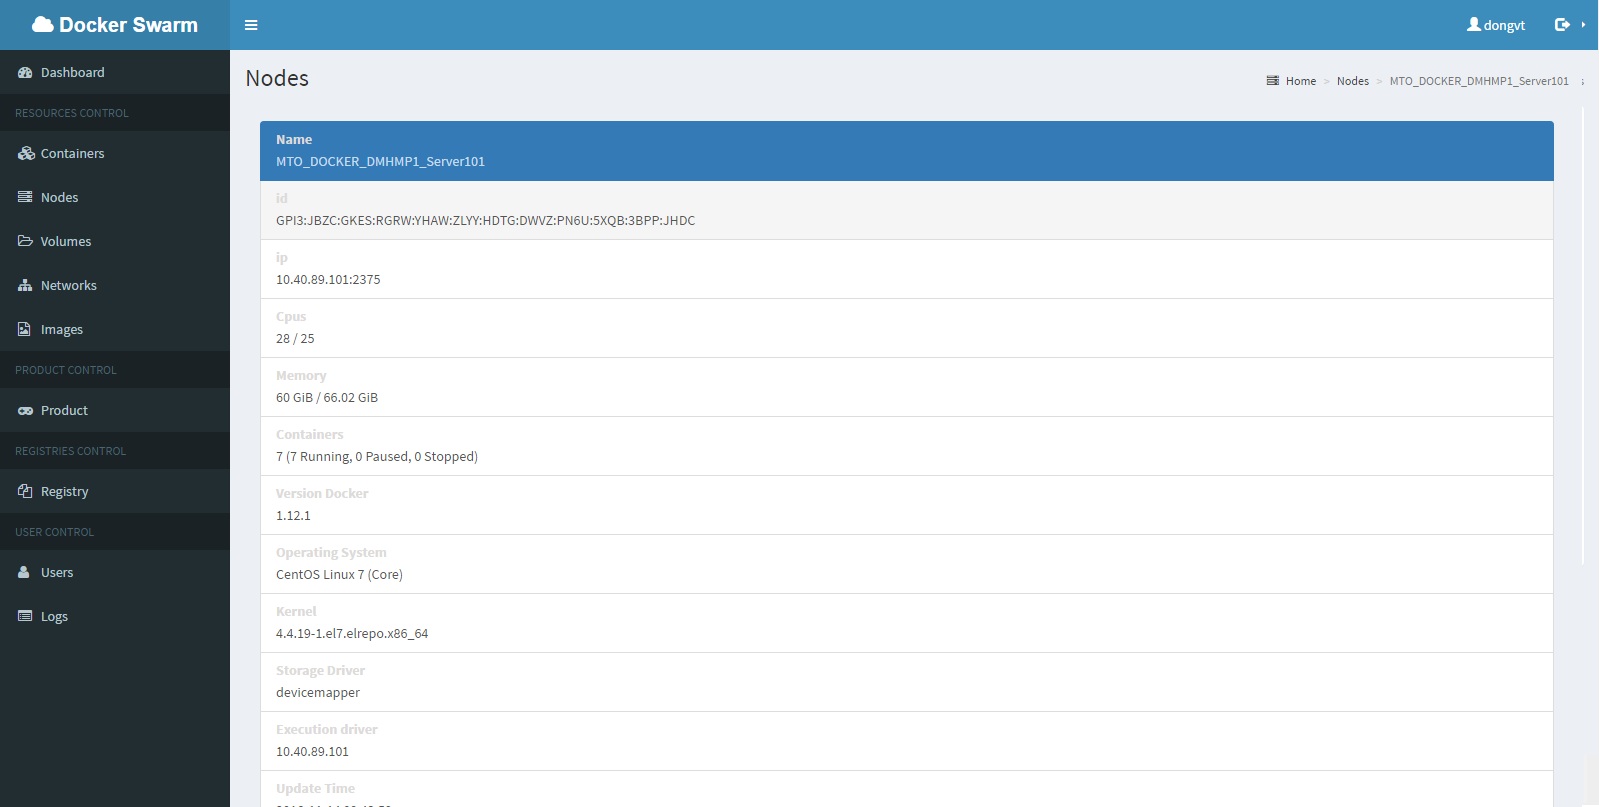 Docker Swarm
dongvt
Dashboard
RESOURCES CONTROL
Containers
Nodes
Volumes
Networks
Images
PRODUCT CONTROL
Product
REGISTRIES CONTROL
Registry
USER CONTROL
Users
Logs
Nodes
Home > Nodes > MTO_DOCKER_DMHMP1_Server101
Name
MTO_DOCKER_DMHMP1_Server101
id
GPI3:JBZC:GKES:RGRW:YHAW:ZLYY:HDTG:DWVZ:PN6U:5XQB:3BPP:JHDC
ip
10.40.89.101:2375
Cpus
28 / 25
Memory
60 GiB / 66.02 GiB
Containers
7 (7 Running, 0 Paused, 0 Stopped)
Version Docker
1.12.1
Operating System
CentOS Linux 7 (Core)
Kernel
4.4.19-1.el7.elrepo.x86_64
Storage Driver
devicemapper
Execution driver
10.40.89.101
Update Time